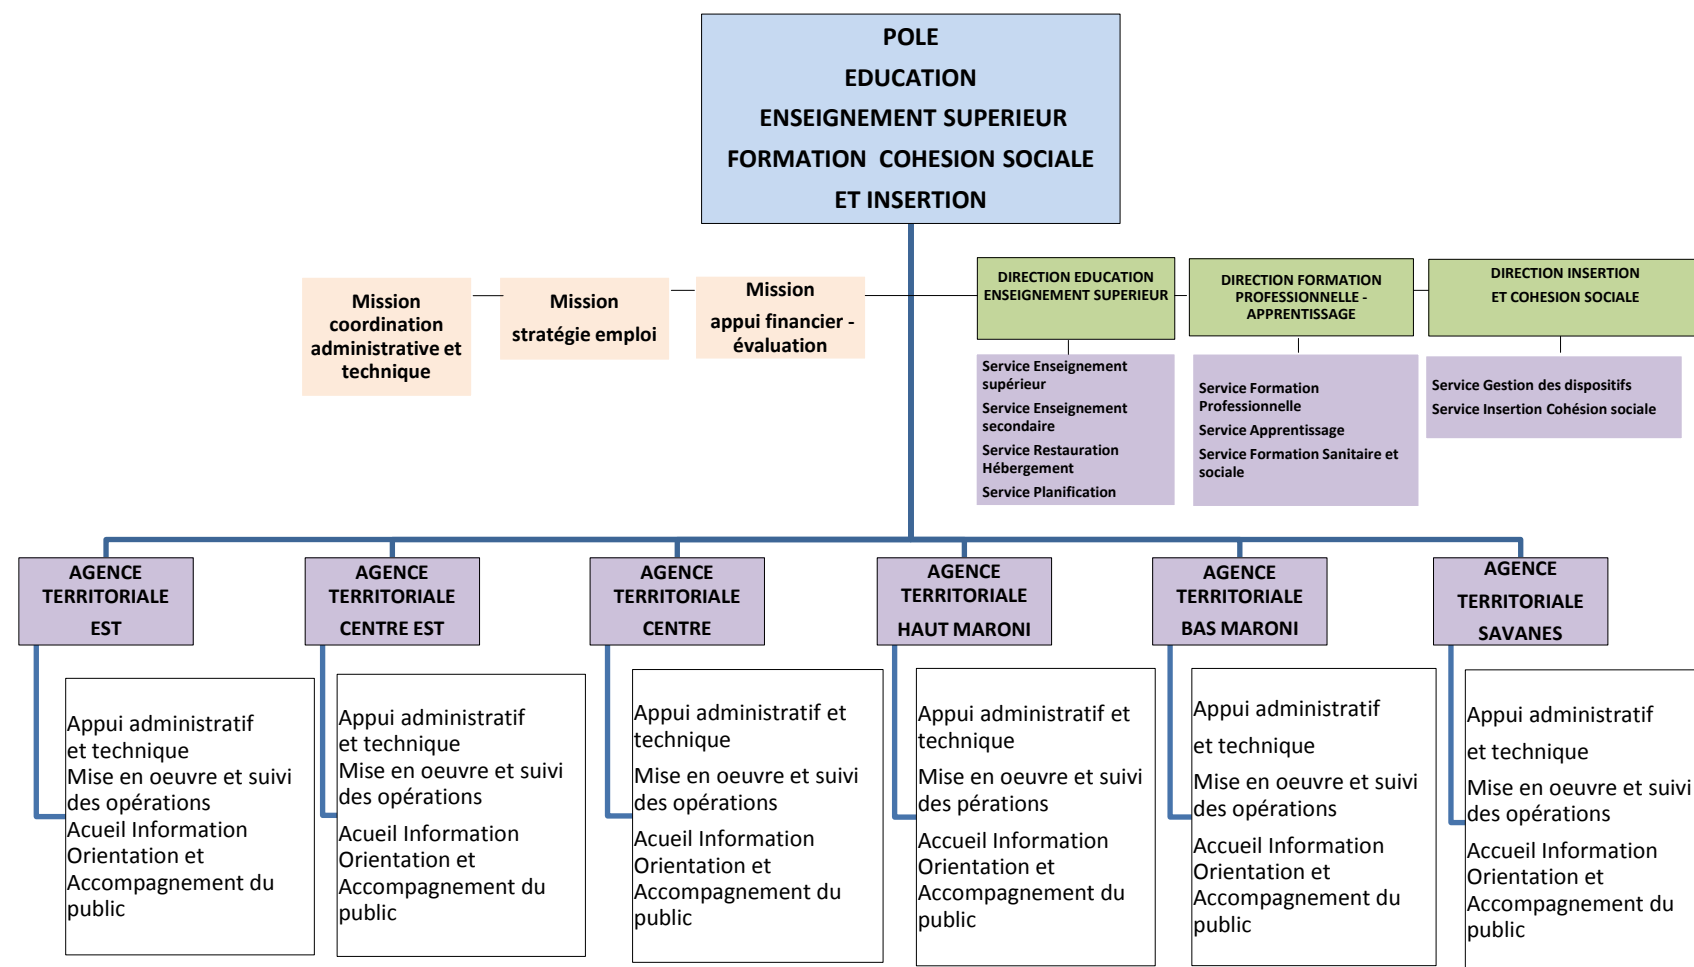 POLE
EDUCATION
ENSEIGNEMENT SUPERIEUR
FORMATION COHESION SOCIALE
ET INSERTION
Mission
coordination
administrative et
technique
Mission
stratégie emploi
Mission
appui financier -
évaluation
DIRECTION EDUCATION
ENSEIGNEMENT SUPERIEUR
DIRECTION FORMATION
PROFESSIONNELLE -
APPRENTISSAGE
DIRECTION INSERTION
ET COHESION SOCIALE
Service Enseignement
supérieur
Service Enseignement
secondaire
Service Restauration
Hébergement
Service Planification
Service Formation
Professionnelle
Service Apprentissage
Service Formation Sanitaire et
sociale
Service Gestion des dispositifs
Service Insertion Cohésion sociale
AGENCE
TERRITORIALE
EST
AGENCE
TERRITORIALE
CENTRE EST
AGENCE
TERRITORIALE
CENTRE
AGENCE
TERRITORIALE
HAUT MARONI
AGENCE
TERRITORIALE
BAS MARONI
AGENCE
TERRITORIALE
SAVANES
Appui administratif
et technique
Mise en oeuvre et suivi
des opérations
Acueil Information
Orientation et
Accompagnement du
public
Appui administratif
et technique
Mise en oeuvre et suivi
des opérations
Acueil Information
Orientation et
Accompagnement du
public
Appui administratif et
technique
Mise en oeuvre et suivi
des opérations
Acueil Information
Orientation et
Accompagnement du
public
Appui administratif et
technique
Mise en oeuvre et suivi
des pérations
Accueil Information
Orientation et
Accompagnement du
public
Appui administratif
et technique
Mise en oeuvre et suivi
des opérations
Accueil Information
Orientation et
Accompagnement du
public
Appui administratif
et technique
Mise en oeuvre et suivi
des opérations
Accueil Information
Orientation et
Accompagnement du
public